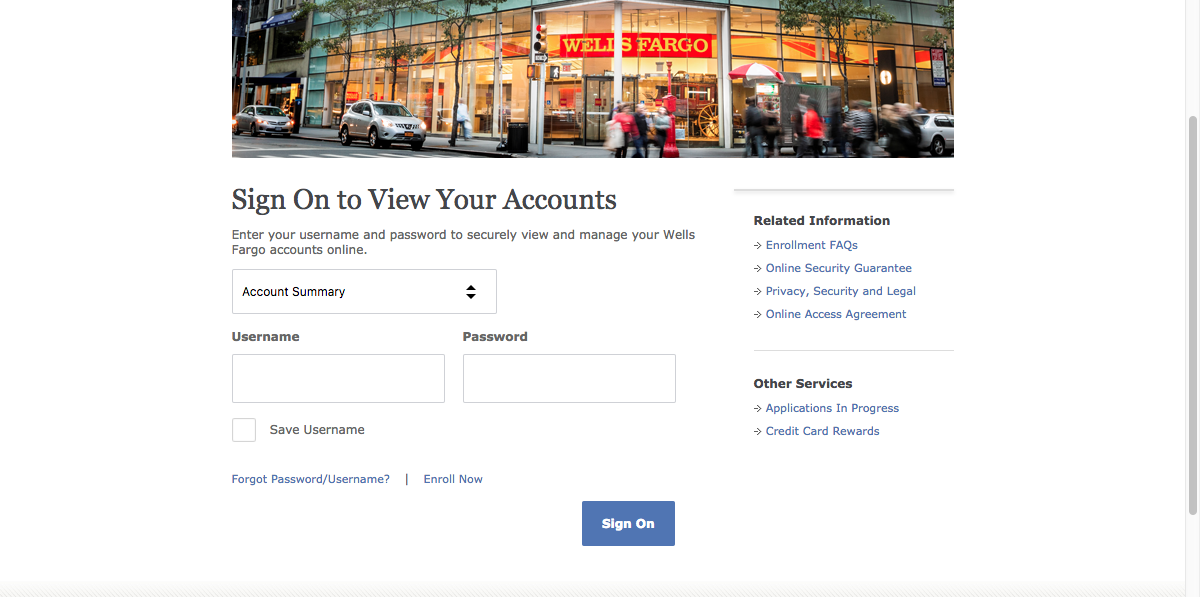 WELLS FARGO
Sign On to View Your Accounts
Enter your username and password to securely view and manage your Wells
Fargo accounts online.
Account Summary
Username
Password
Save Username
Forgot Password/Username? | Enroll Now
Sign On
Related Information
Enrollment FAQs
Online Security Guarantee
Privacy, Security and Legal
Online Access Agreement
Other Services
Applications In Progress
Credit Card Rewards